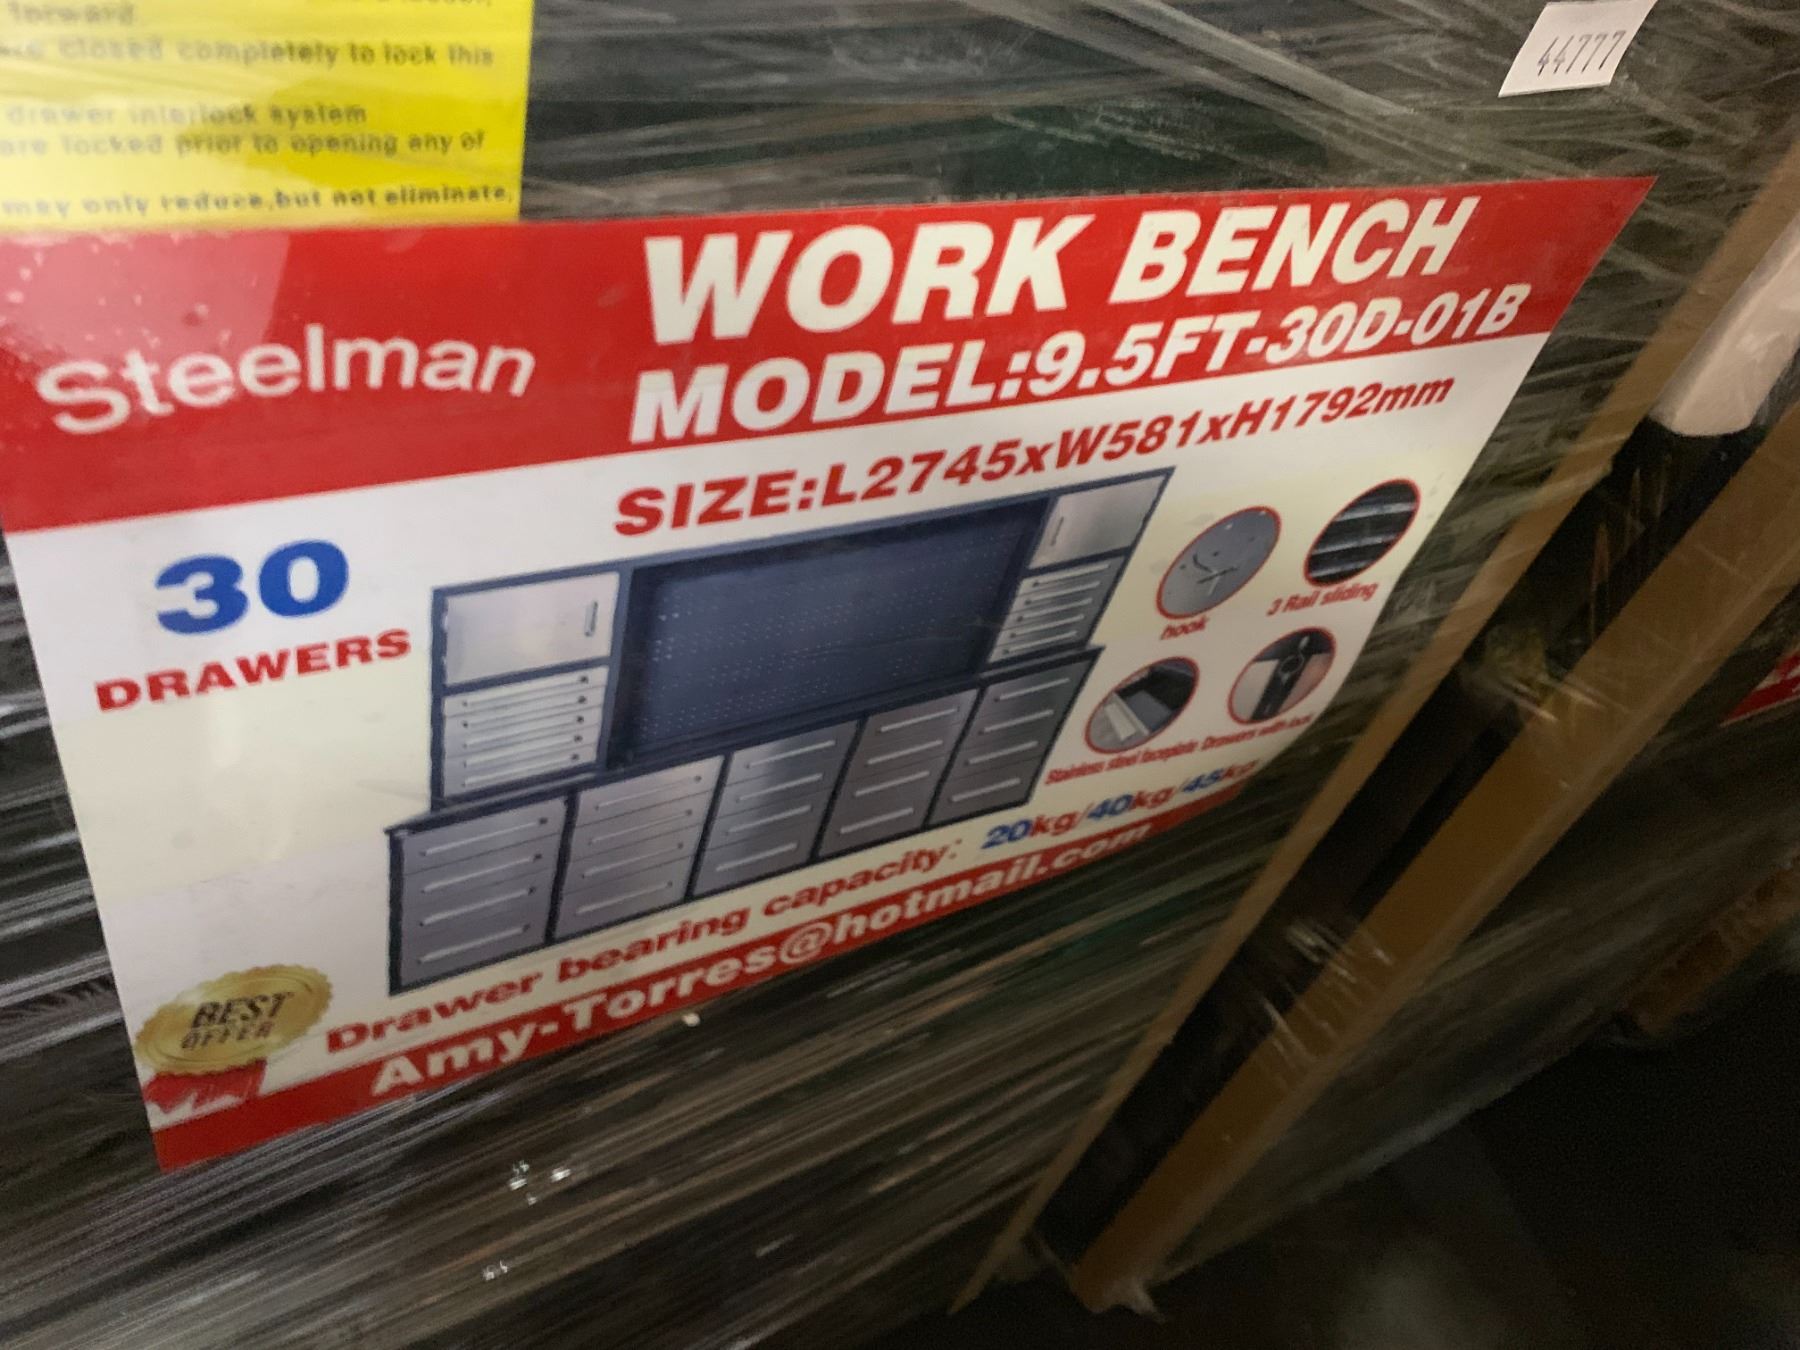 forward.
closed completely to lock this
drawer interlock system
are locked prior to opening any of
may only reduce,but not eliminate,
44777
Steelman
WORK BENCH
MODEL:9.5FT-30D-01B
SIZE:L2745xW581xH1792mm
30
DRAWERS
hook
3 Rail sliding
Stainless steel faceplate
Drawers with lock
Drawer bearing capacity: 20kg/40kg/45kg
BEST
OFFER
Amy-Torres@hotmail.com